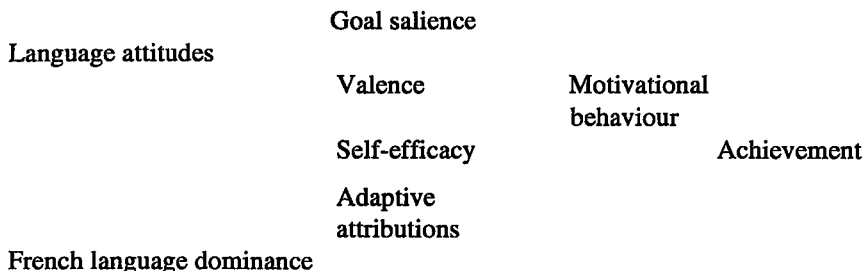 Goal salience
Language attitudes
Valence
Motivational
behaviour
Self-efficacy
Achievement
Adaptive
attributions
French language dominance